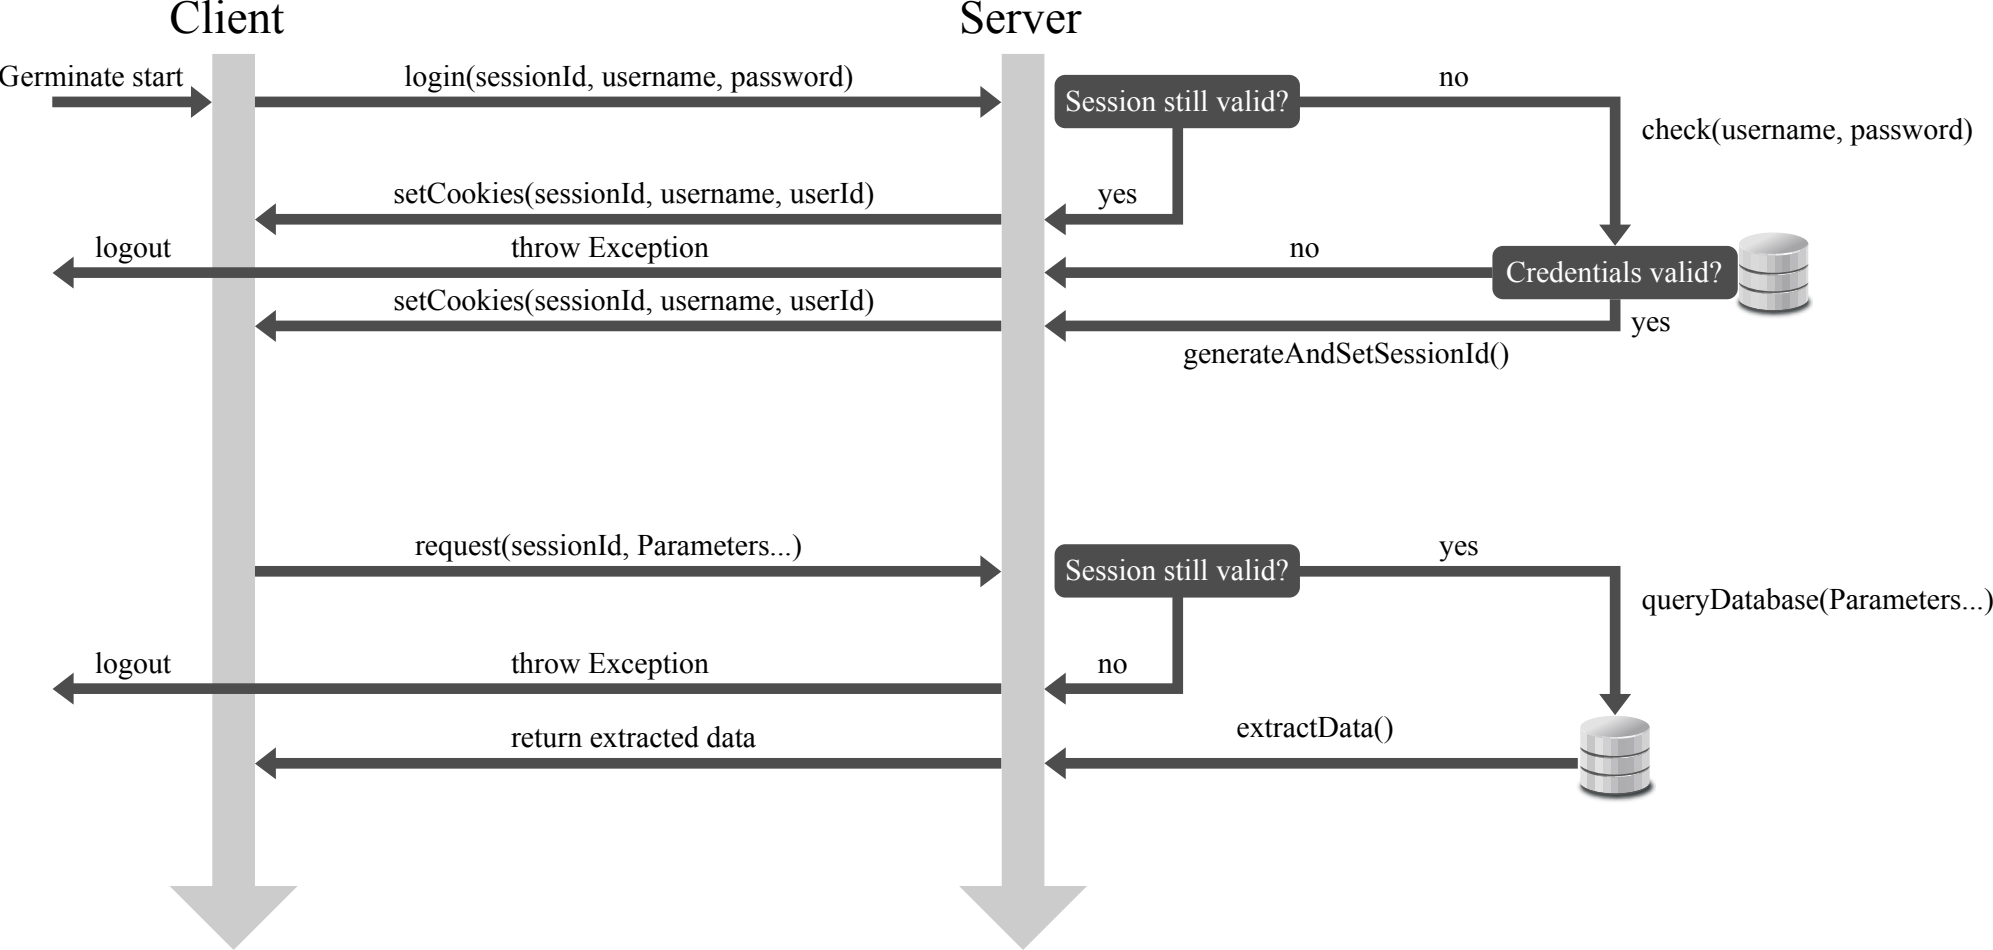 Client
Server
Germinate start
login(sessionId, username, password)
Session still valid?
no
check(username, password)
setCookies(sessionId, username, userId)
yes
logout
throw Exception
no
Credentials valid?
setCookies(sessionId, username, userId)
yes
generateAndSetSessionId()
request(sessionId, Parameters...)
Session still valid?
yes
queryDatabase(Parameters...)
logout
throw Exception
no
return extracted data
extractData()